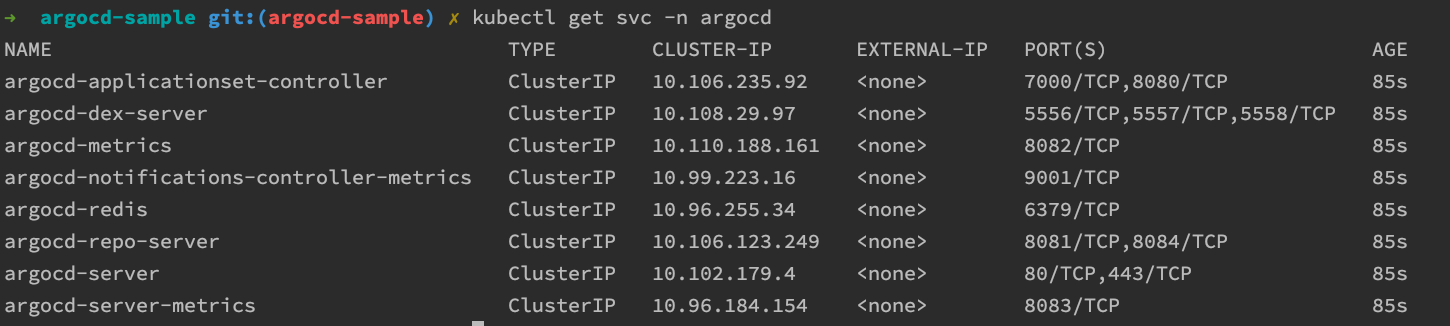 → argocd-sample git:(argocd-sample) ✗ kubectl get svc -n argocd
NAME TYPE CLUSTER-IP EXTERNAL-IP PORT(S) AGE
argocd-applicationset-controller ClusterIP 10.106.235.92 <none> 7000/TCP,8080/TCP 85s
argocd-dex-server ClusterIP 10.108.29.97 <none> 5556/TCP,5557/TCP,5558/TCP 85s
argocd-metrics ClusterIP 10.110.188.161 <none> 8082/TCP 85s
argocd-notifications-controller-metrics ClusterIP 10.99.223.16 <none> 9001/TCP 85s
argocd-redis ClusterIP 10.96.255.34 <none> 6379/TCP 85s
argocd-repo-server ClusterIP 10.106.123.249 <none> 8081/TCP,8084/TCP 85s
argocd-server ClusterIP 10.102.179.4 <none> 80/TCP,443/TCP 85s
argocd-server-metrics ClusterIP 10.96.184.154 <none> 8083/TCP 85s